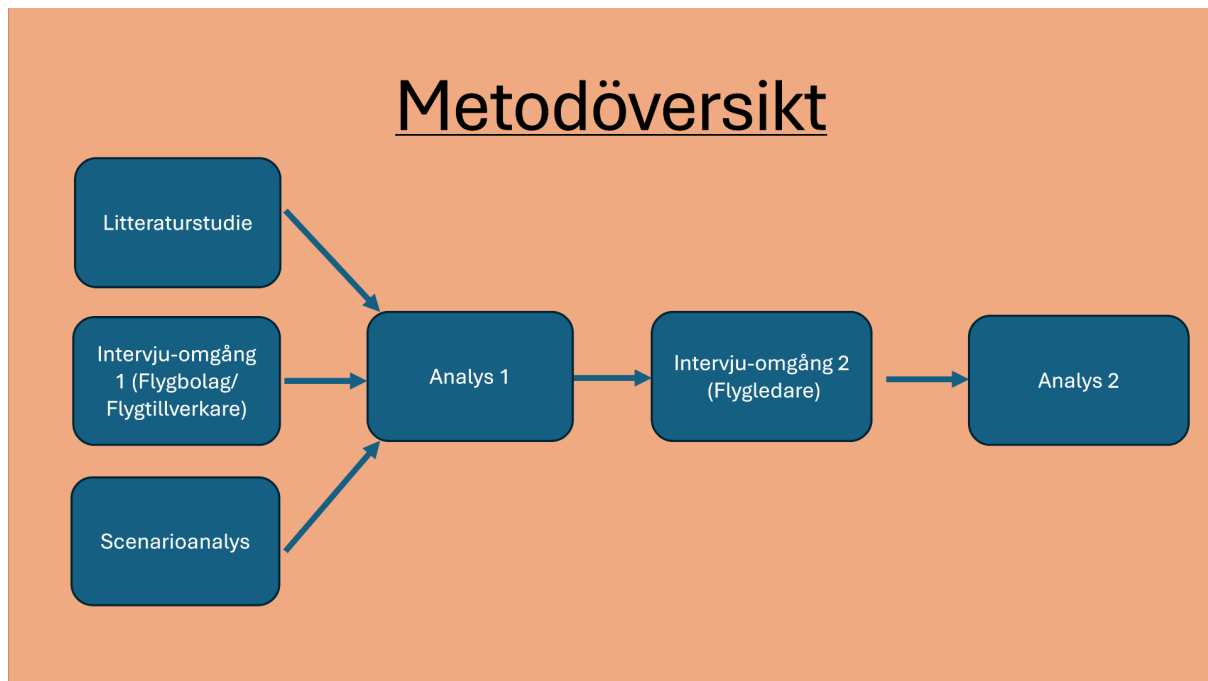 Metodöversikt
Litteraturstudie
Intervju-omgång
1 (Flygbolag/
Flygtillverkare)
Scenarioanalys
Analys 1
Intervju-omgång 2
(Flygledare)
Analys 2